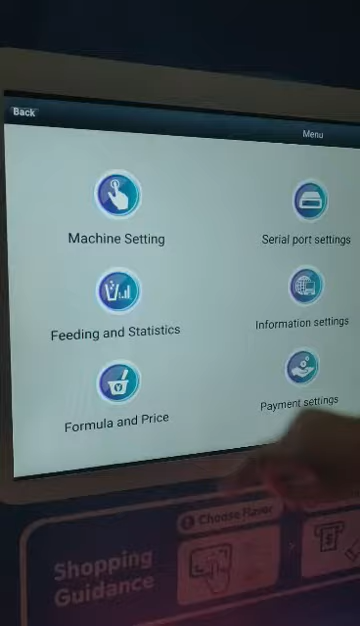 Back
Menu
Machine Setting
Serial port settings
Feeding and Statistics
Information settings
Formula and Price
Payment settings
1 Choose Flavor
Shopping
Guidance
$